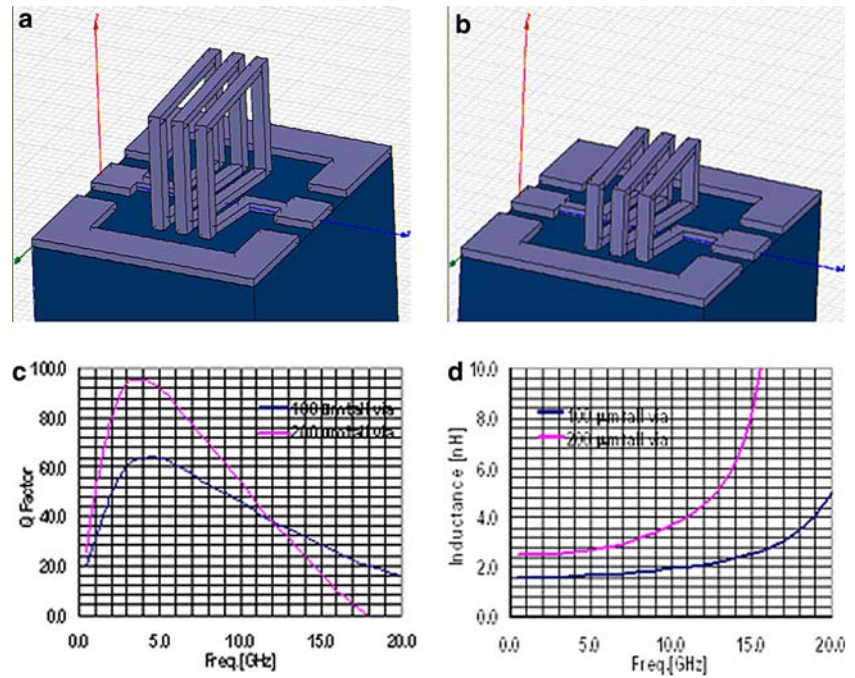 a
b
c
100.0
80.0
60.0
40.0
20.0
0.0
Q Factor
100 μm tall via
200 μm tall via
0.0 5.0 10.0 15.0 20.0
Freq.[GHz]
d
10.0
8.0
6.0
4.0
2.0
0.0
Inductance [nH]
100 μm tall via
200 μm tall via
0.0 5.0 10.0 15.0 20.0
Freq.[GHz]